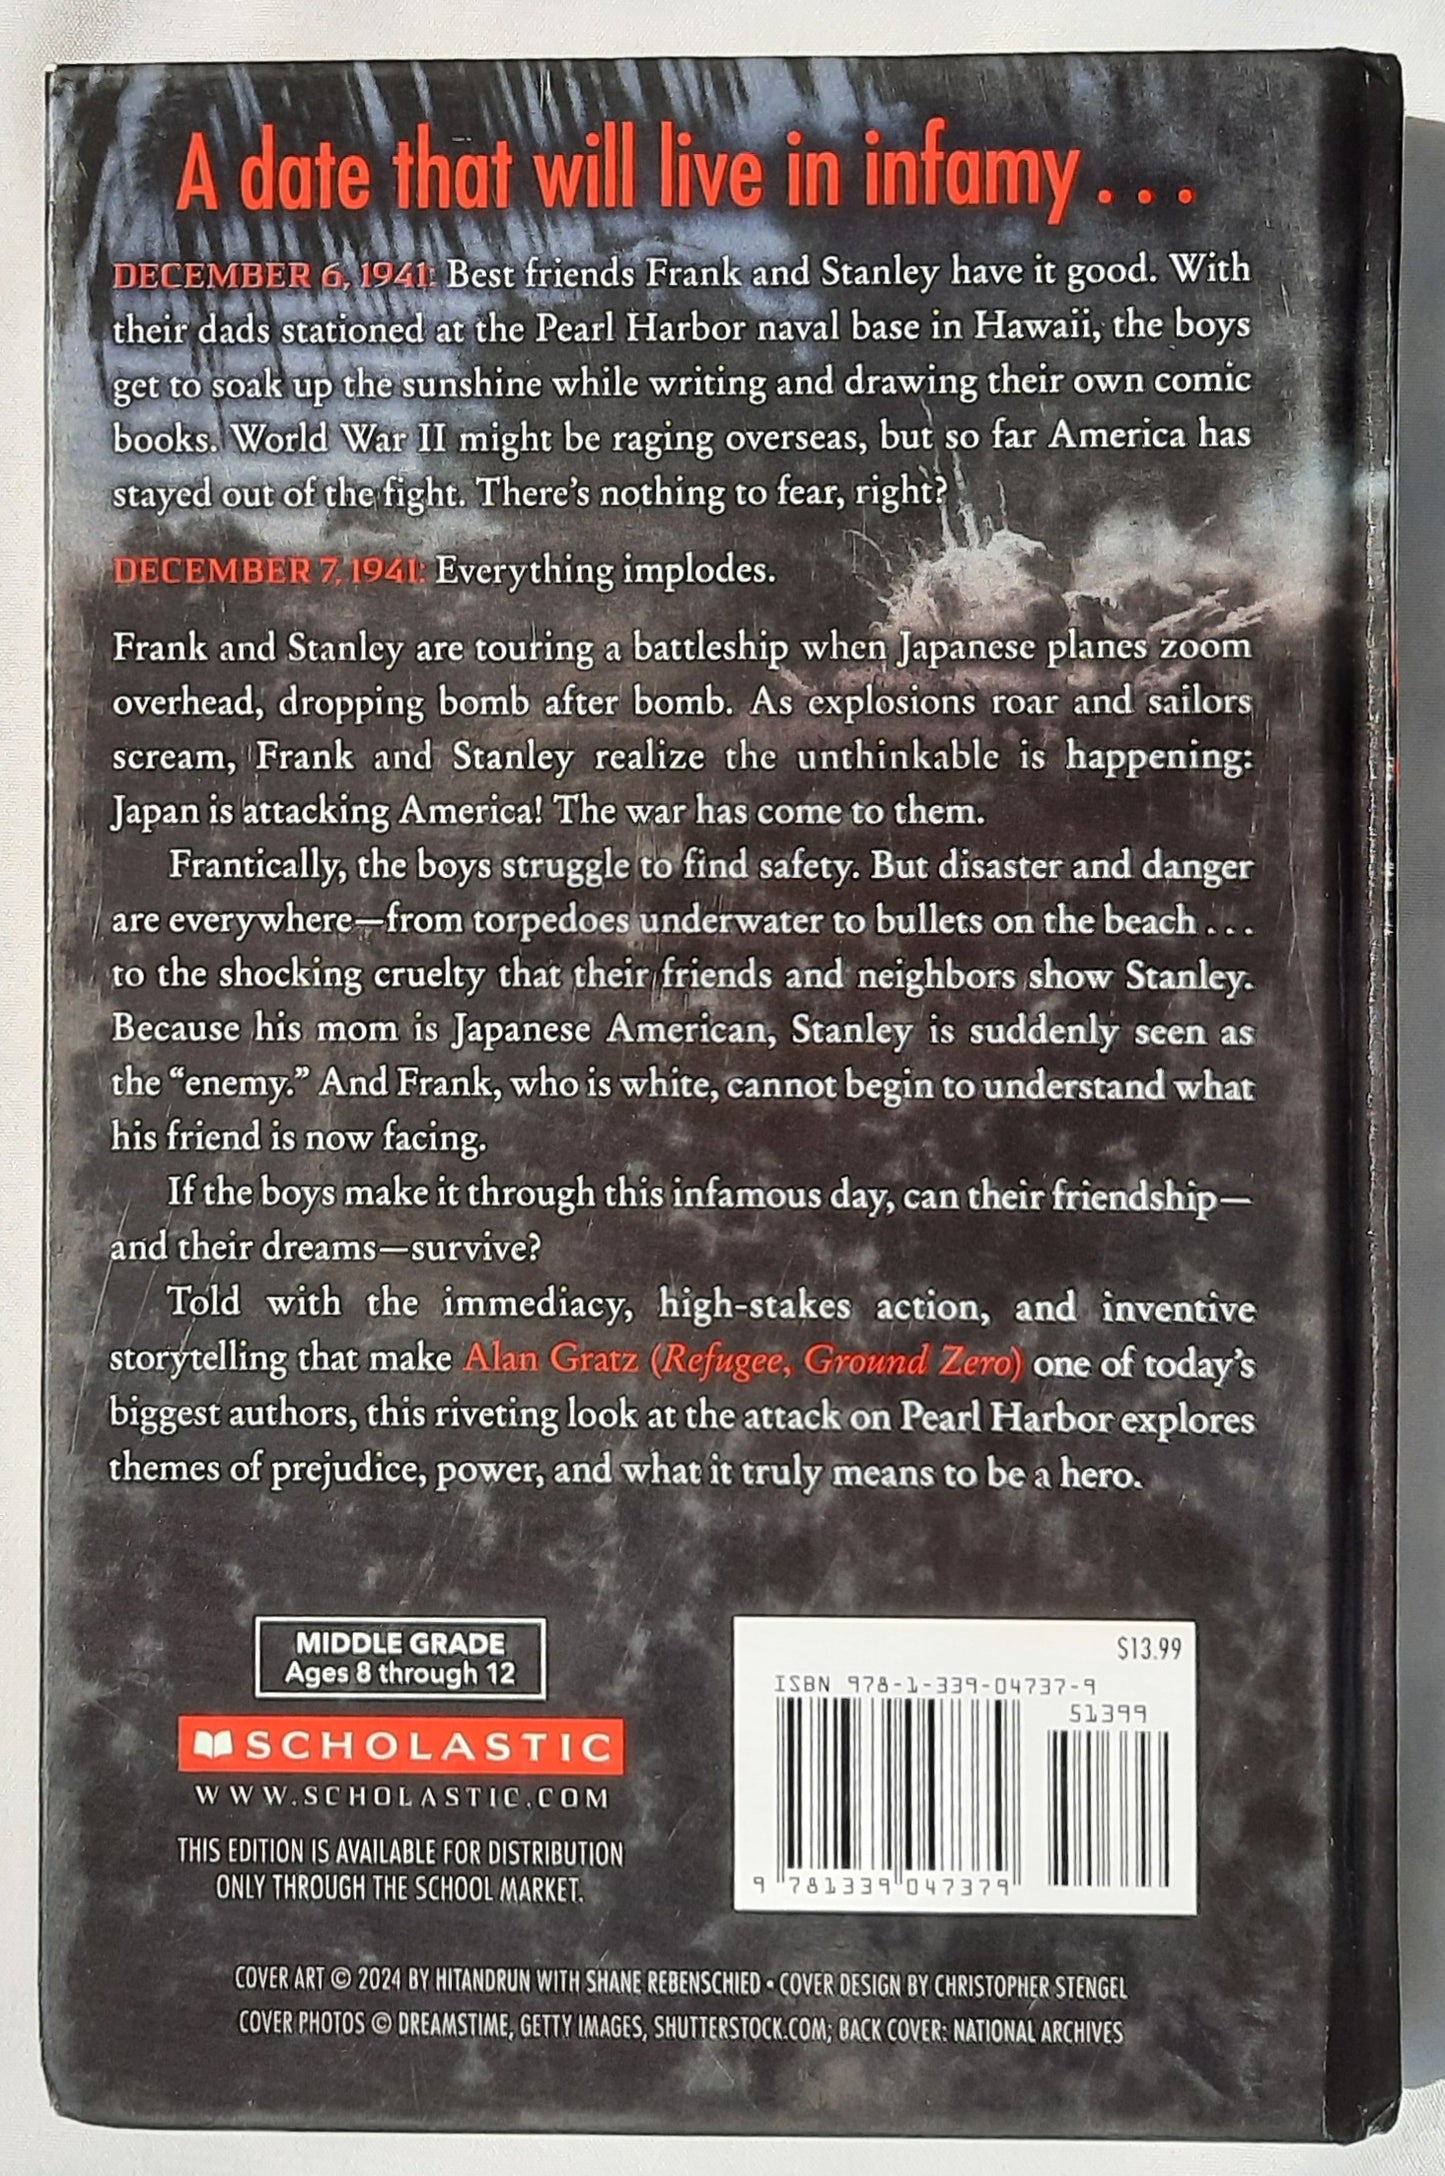 A date that will live in infamy . . .
DECEMBER 6, 1941: Best friends Frank and Stanley have it good. With
their dads stationed at the Pearl Harbor naval base in Hawaii, the boys
get to soak up the sunshine while writing and drawing their own comic
books. World War II might be raging overseas, but so far America has
stayed out of the fight. There's nothing to fear, right?
DECEMBER 7, 1941: Everything implodes.
Frank and Stanley are touring a battleship when Japanese planes zoom
overhead, dropping bomb after bomb. As explosions roar and sailors
scream, Frank and Stanley realize the unthinkable is happening:
Japan is attacking America! The war has come to them.
Frantically, the boys struggle to find safety. But disaster and danger
are everywhere—from torpedoes underwater to bullets on the beach . . .
to the shocking cruelty that their friends and neighbors show Stanley.
Because his mom is Japanese American, Stanley is suddenly seen as
the “enemy.” And Frank, who is white, cannot begin to understand what
his friend is now facing.
If the boys make it through this infamous day, can their friendship—
and their dreams—survive?
Told with the immediacy, high-stakes action, and inventive
storytelling that make Alan Gratz (Refugee, Ground Zero) one of today's
biggest authors, this riveting look at the attack on Pearl Harbor explores
themes of prejudice, power, and what it truly means to be a hero.
MIDDLE GRADE
Ages 8 through 12
SCHOLASTIC
WWW.SCHOLASTIC.COM
THIS EDITION IS AVAILABLE FOR DISTRIBUTION
ONLY THROUGH THE SCHOOL MARKET.
$13.99
ISBN 978-1-339-04737-9
51399
9 781339 047379
COVER ART © 2024 BY HITANDRUN WITH SHANE REBENSCHIED • COVER DESIGN BY CHRISTOPHER STENGEL
COVER PHOTOS © DREAMSTIME, GETTY IMAGES, SHUTTERSTOCK.COM; BACK COVER: NATIONAL ARCHIVES